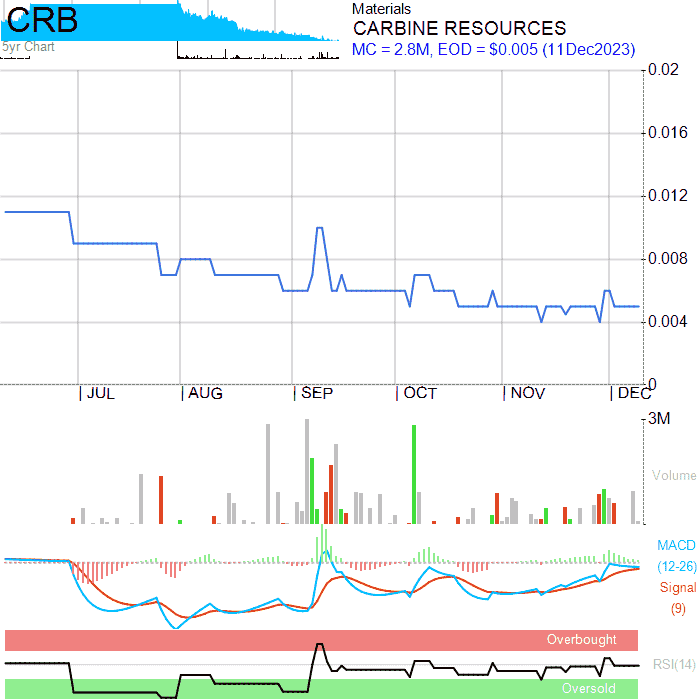 CRB
5yr Chart
Materials
CARBINE RESOURCES
MC = 2.8M, EOD = $0.005 (11Dec2023)
0.02
0.016
0.012
0.008
0.004
0
JUL AUG SEP OCT NOV DEC
3M
Volume
MACD
(12-26)
Signal
(9)
Overbought
RSI(14)
Oversold